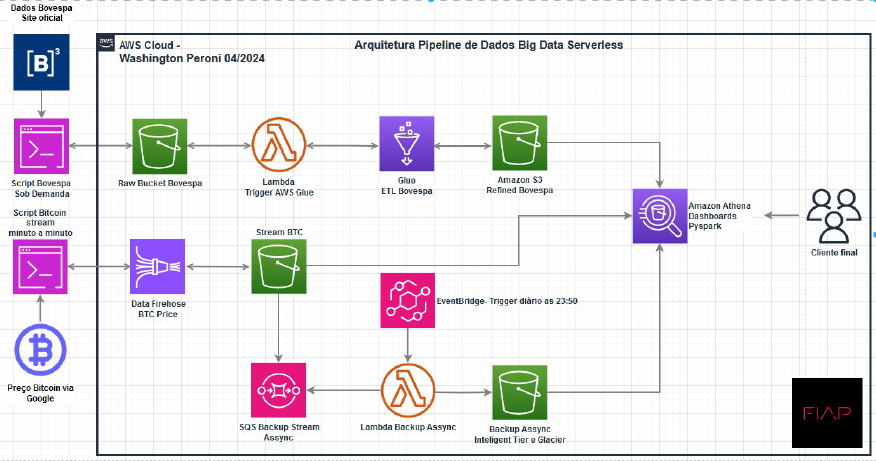 Dados Bovespa
Site oficial
[B]³
aws
AWS Cloud -
Washington Peroni 04/2024
Arquitetura Pipeline de Dados Big Data Serverless
Script Bovespa
Sob Demanda
Raw Bucket Bovespa
Lambda
Trigger AWS Glue
Gluo
ETL Bovespa
Amazon S3
Refined Bovespa
Amazon Athena
Dashboards
Pyspark
Cliente final
Script Bitcoin
stream
minuto a minuto
Data Firehose
BTC Price
Stream BTC
EventBridge- Trigger diário as 23:50
Preço Bitcoin via
Google
SQS Backup Stream
Assync
Lambda Backup Assync
Backup Assync
Inteligent Tier e Glacier
FIAP